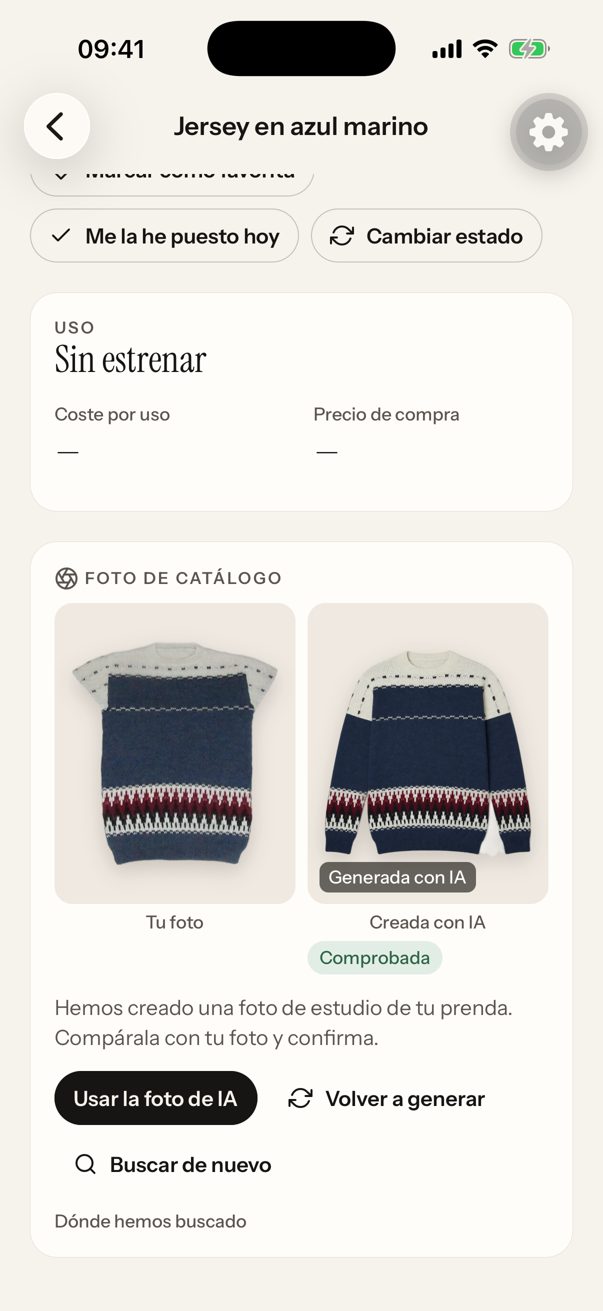 09:41
Jersey en azul marino
Marcar como favorita
Me la he puesto hoy
Cambiar estado
USO
Sin estrenar
Coste por uso
Precio de compra
—
—
FOTO DE CATÁLOGO
Generada con IA
Tu foto
Creada con IA
Comprobada
Hemos creado una foto de estudio de tu prenda.
Compárala con tu foto y confirma.
Usar la foto de IA
Volver a generar
Buscar de nuevo
Dónde hemos buscado